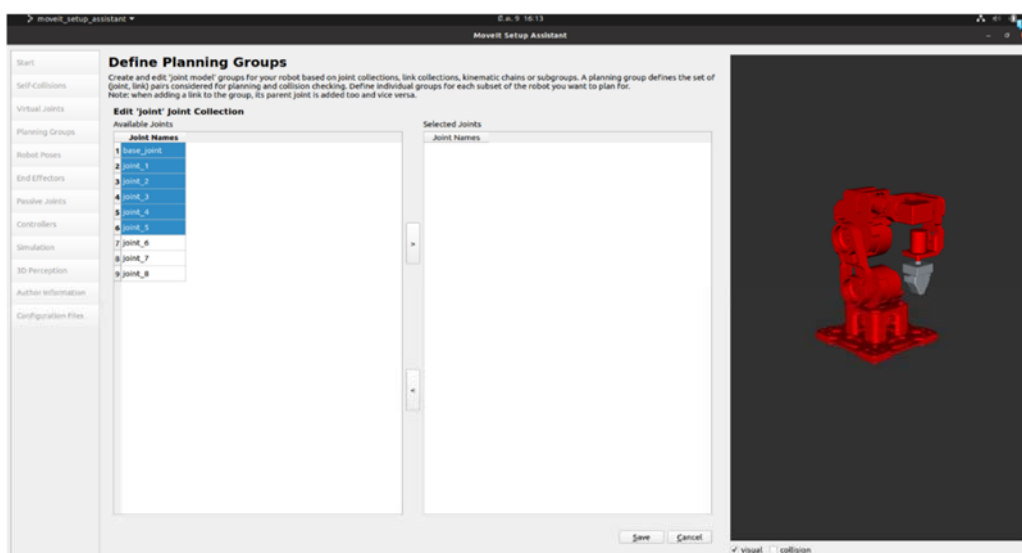 moveit_setup_assistant
มี.ค. 9 16:13
MoveIt Setup Assistant
Start
Self-Collisions
Virtual Joints
Planning Groups
Robot Poses
End Effectors
Passive Joints
Controllers
Simulation
3D Perception
Author Information
Configuration Files
Define Planning Groups
Create and edit 'joint model' groups for your robot based on joint collections, link collections, kinematic chains or subgroups. A planning group defines the set of
(joint, link) pairs considered for planning and collision checking. Define individual groups for each subset of the robot you want to plan for.
Note: when adding a link to the group, its parent joint is added too and vice versa.
Edit 'joint' Joint Collection
Available Joints
Joint Names
1 base_joint
2 joint_1
3 joint_2
4 joint_3
5 joint_4
6 joint_5
7 joint_6
8 joint_7
9 joint_8
>
<
Selected Joints
Joint Names
Save Cancel
visual collision